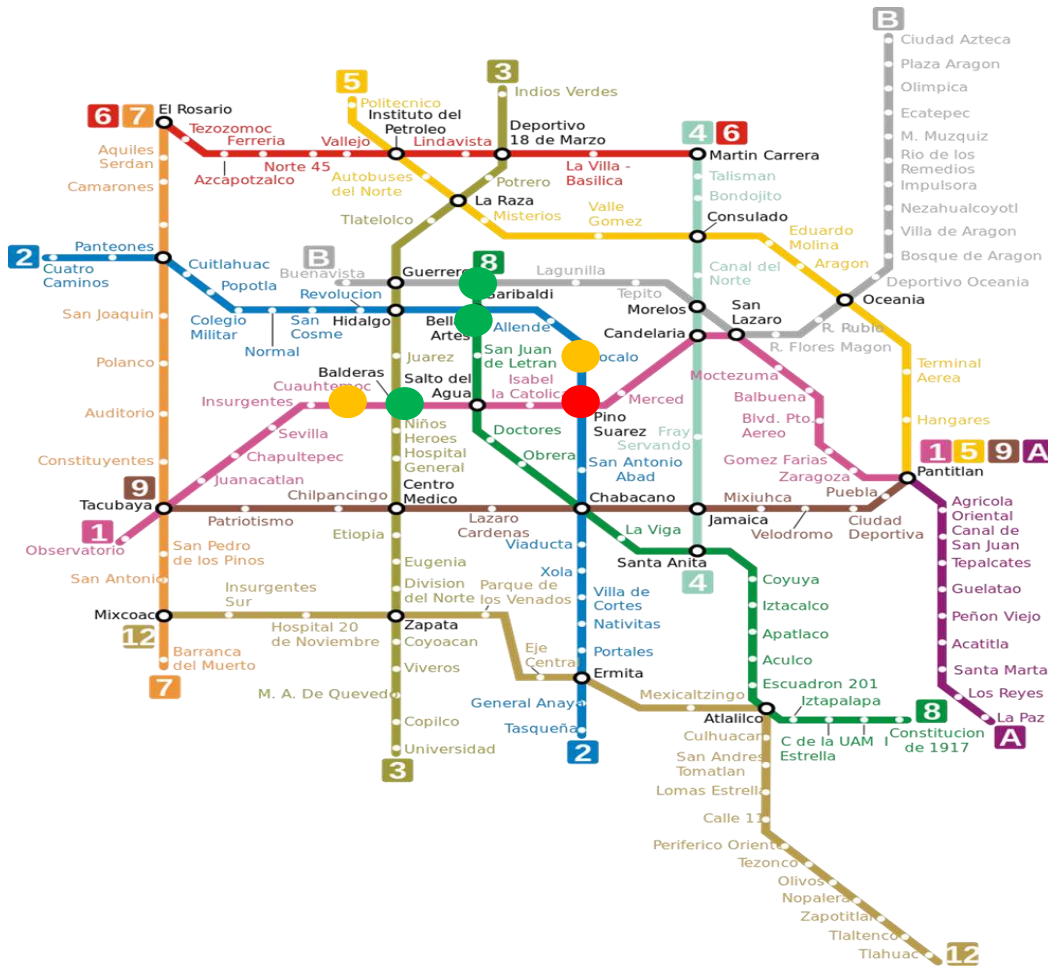 B
Ciudad Azteca
Plaza Aragon
Olimpica
Ecatepec
M. Muzquiz
Rio de los
Remedios
Impulsora
Nezahualcoyotl
Villa de Aragon
Bosque de Aragon
Deportivo Oceania
Oceania
R. Flores Magon
San
Lazaro
Morelos
Tepito
Lagunilla
Guerrero
Buenavista
B
6 7
El Rosario
Tezozomoc
Ferreria
Azcapotzalco
Norte 45
Vallejo
Instituto del
Petroleo
Lindavista
Deportivo
18 de Marzo
La Villa -
Basilica
4 6
Martin Carrera
5
Politecnico
Autobuses
del Norte
La Raza
Misterios
Valle
Gomez
Consulado
Eduardo
Molina
Aragon
Terminal
Aerea
Hangares
1 5 9 A
Pantitlan
3
Indios Verdes
Potrero
Tlatelolco
Hidalgo
Juarez
Balderas
Niños
Heroes
Hospital
General
Centro
Medico
Etiopia
Eugenia
Division
del Norte
Zapata
Coyoacan
Viveros
M. A. De Quevedo
Copilco
Universidad
3
Talisman
Bondojito
Canal del
Norte
Candelaria
Fray
Servando
Jamaica
Santa Anita
4
Aquiles
Serdan
Camarones
Panteones
San Joaquin
Polanco
Auditorio
Constituyentes
9
Tacubaya
San Pedro
de los Pinos
San Antonio
Mixcoac
12
Barranca
del Muerto
7
2
Cuatro
Caminos
Cuitlahuac
Popotla
Colegio
Militar
Normal
San
Cosme
Revolucion
Allende
Pino
Suarez
San Antonio
Abad
Chabacano
Viaducta
Xola
Villa de
Cortes
Nativitas
Portales
Ermita
General Anaya
Tasqueña
2
8
Garibaldi
Artes
San Juan
de Letran
Salto del
Agua
Doctores
Obrera
La Viga
Coyuya
Iztacalco
Apatlaco
Aculco
Escuadron 201
Atlalilco
Iztapalapa
C de la
Estrella
UAM I
Constitucion
de 1917
8
1
Observatorio
Juanacatlan
Chapultepec
Sevilla
Insurgentes
Cuauhtemoc
Isabel
la Catolica
Merced
Moctezuma
Balbuena
Blvd. Pto.
Aereo
Gomez Farias
Zaragoza
Patriotismo
Chilpancingo
Lazaro
Cardenas
Mixiuhca
Velodromo
Ciudad
Deportiva
Puebla
Agricola
Oriental
Canal de
San Juan
Tepalcates
Guelatao
Peñon Viejo
Acatitla
Santa Marta
Los Reyes
La Paz
A
Insurgentes
Sur
Hospital 20
de Noviembre
Parque de
los Venados
Eje
Central
Mexicaltzingo
Culhuacan
San Andres
Tomatlan
Lomas Estrella
Calle 11
Periferico Oriente
Tezonco
Olivos
Nopalera
Zapotitlan
Tlaltenco
Tlahuac
12